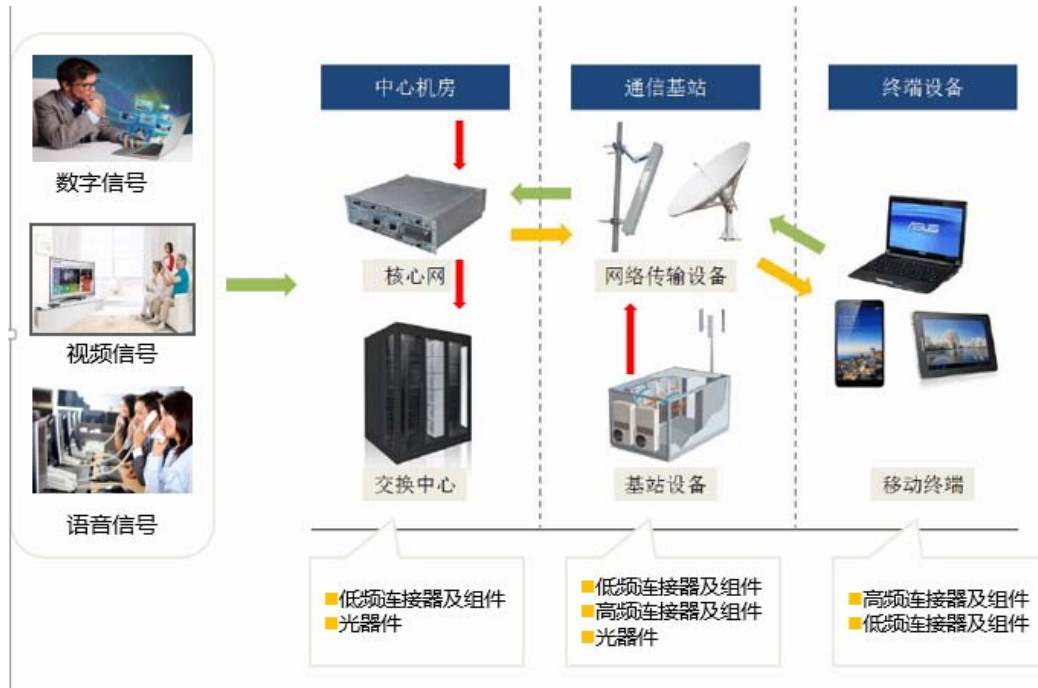 数字信号
视频信号
语音信号
中心机房
核心网
交换中心
通信基站
网络传输设备
基站设备
终端设备
ASUS
移动终端
低频连接器及组件
光器件
低频连接器及组件
高频连接器及组件
光器件
高频连接器及组件
低频连接器及组件